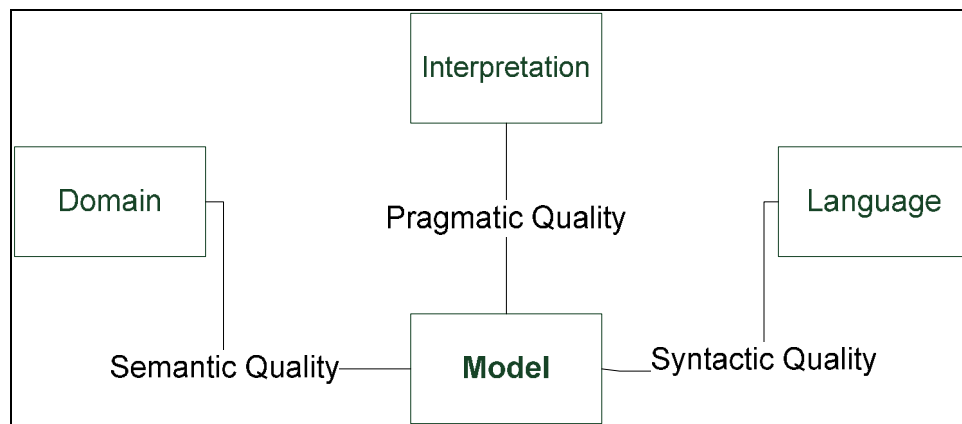 Interpretation
Domain
Language
Pragmatic Quality
Semantic Quality
Model
Syntactic Quality